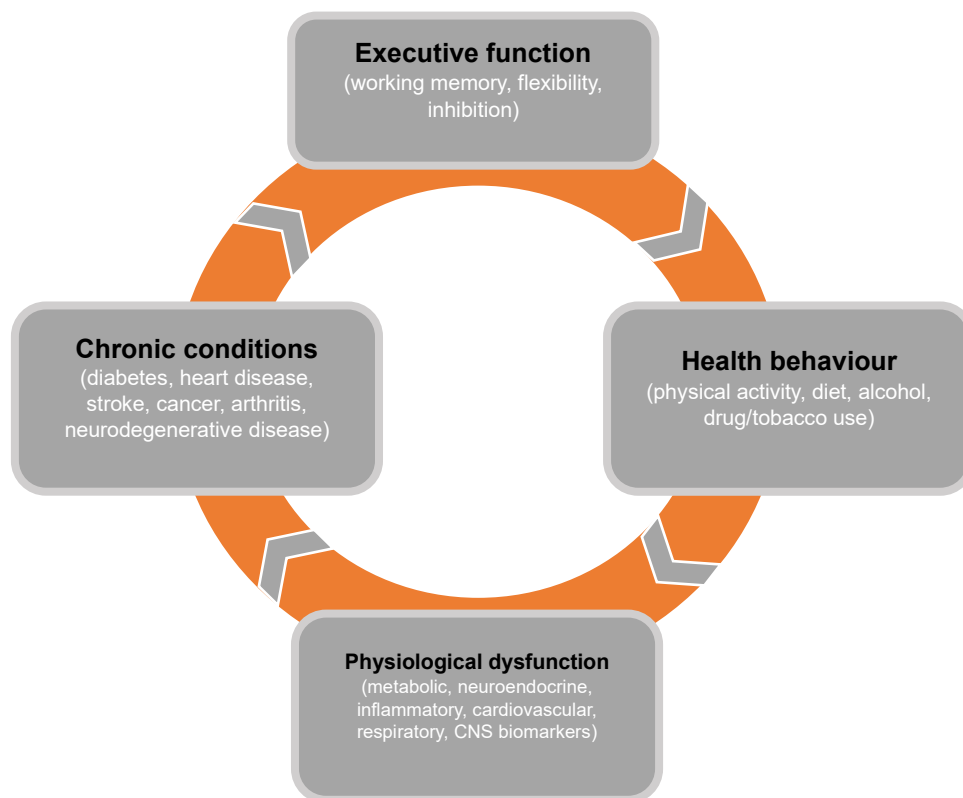 Executive function
(working memory, flexibility,
inhibition)
Chronic conditions
(diabetes, heart disease,
stroke, cancer, arthritis,
neurodegenerative disease)
Health behaviour
(physical activity, diet, alcohol,
drug/tobacco use)
Physiological dysfunction
(metabolic, neuroendocrine,
inflammatory, cardiovascular,
respiratory, CNS biomarkers)